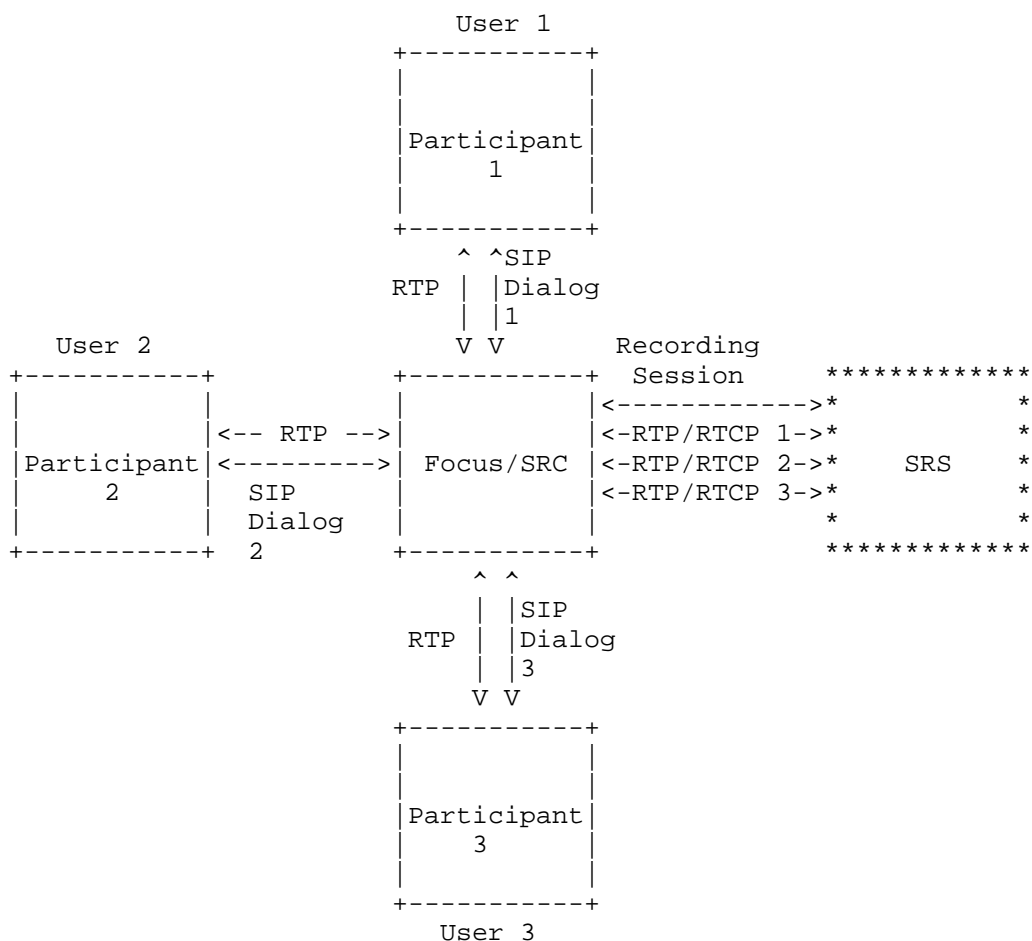 User 1
Participant
1
SIP
RTP
Dialog
1
User 2
Recording
Session
<-- RTP -->
<-RTP/RTCP 1->
Participant
Focus/SRC
<-RTP/RTCP 2->
SRS
2
SIP
<-RTP/RTCP 3->
Dialog
2
SIP
RTP
Dialog
3
Participant
3
User 3